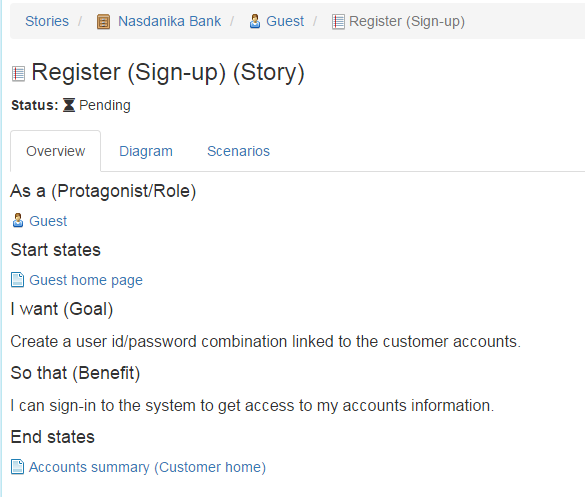 Stories / Nasdanika Bank / Guest / Register (Sign-up)
Register (Sign-up) (Story)
Status: Pending
Overview Diagram Scenarios
As a (Protagonist/Role)
Guest
Start states
Guest home page
I want (Goal)
Create a user id/password combination linked to the customer accounts.
So that (Benefit)
I can sign-in to the system to get access to my accounts information.
End states
Accounts summary (Customer home)